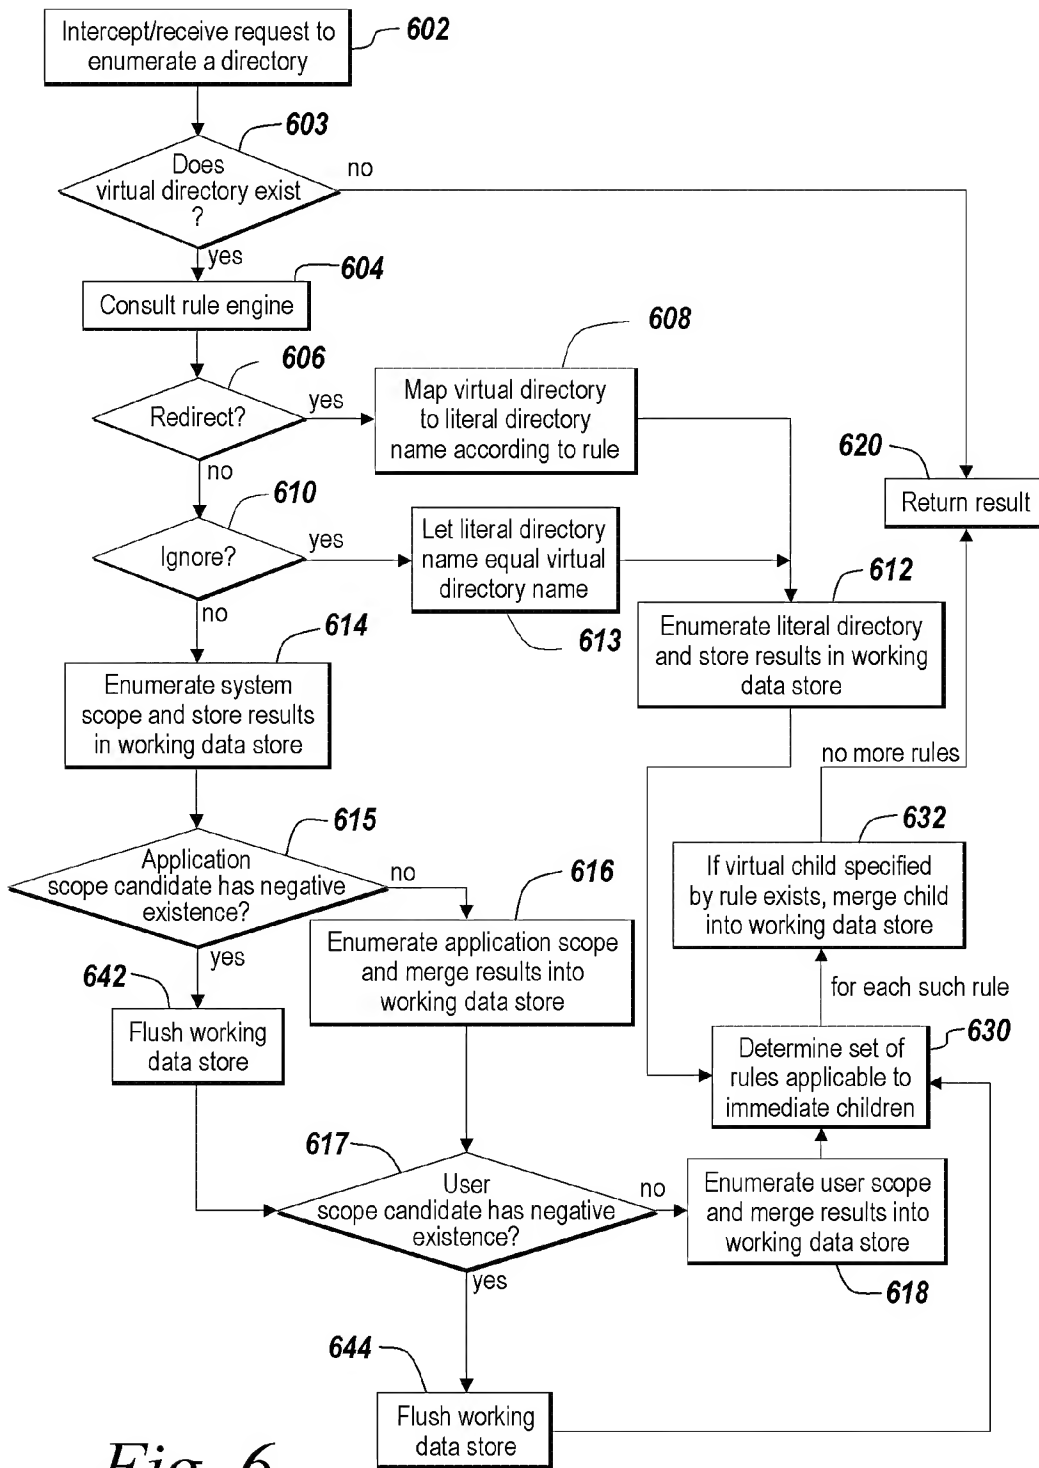 Intercept/receive request to
enumerate a directory
602
603
Does
virtual directory exist
?
no
yes
604
Consult rule engine
606
Redirect?
yes
no
608
Map virtual directory
to literal directory
name according to rule
620
Return result
610
Ignore?
yes
no
Let literal directory
name equal virtual
directory name
613
612
Enumerate literal directory
and store results in working
data store
614
Enumerate system
scope and store results
in working data store
no more rules
615
Application
scope candidate has negative
existence?
no
yes
616
Enumerate application scope
and merge results into
working data store
632
If virtual child specified
by rule exists, merge child
into working data store
for each such rule
642
Flush working
data store
630
Determine set of
rules applicable to
immediate children
617
User
scope candidate has negative
existence?
no
yes
Enumerate user scope
and merge results into
working data store
618
644
Flush working
data store
Fig. 6